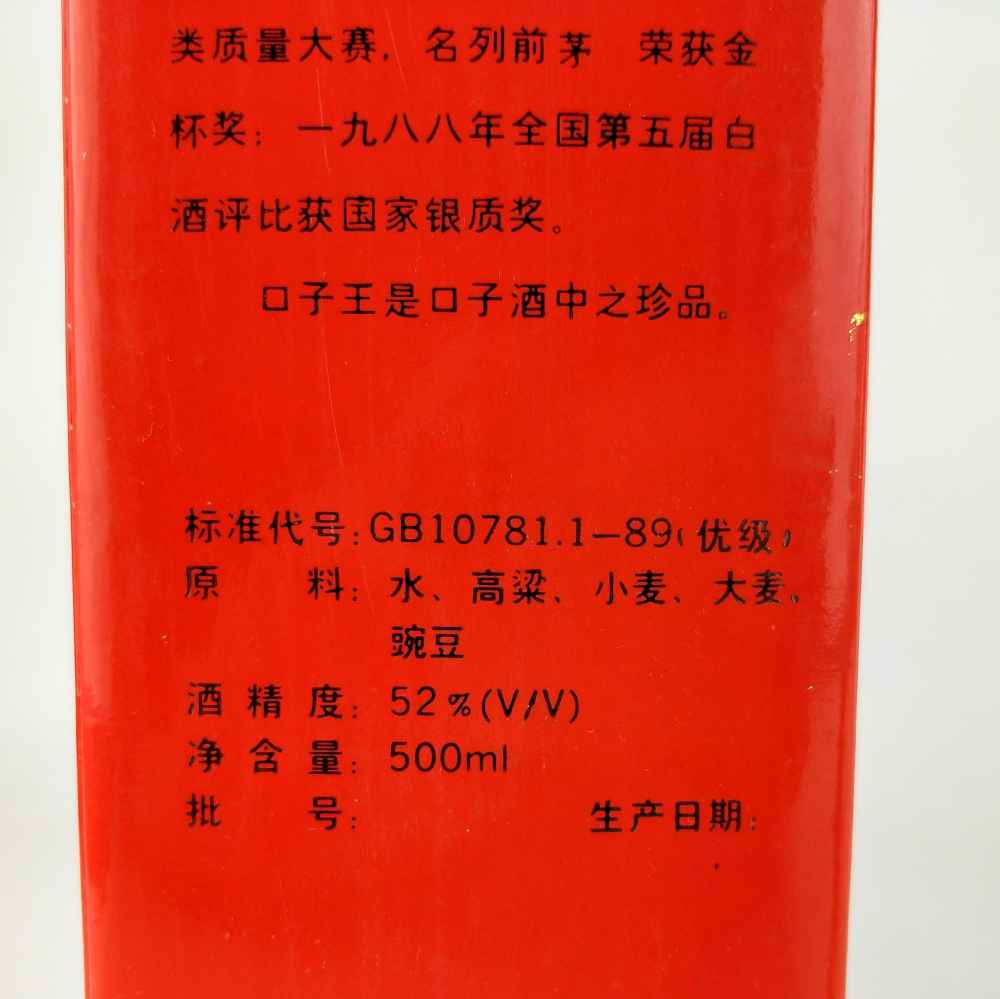 类质量大赛，名列前茅 荣获金
杯奖；一九八八年全国第五届白
酒评比获国家银质奖。
口子王是口子酒中之珍品。
标准代号：GB10781.1—89（优级）
原料：水、高粱、小麦、大麦、
豌豆
酒精度：52%(V/V)
净含量：500ml
批号： 生产日期：